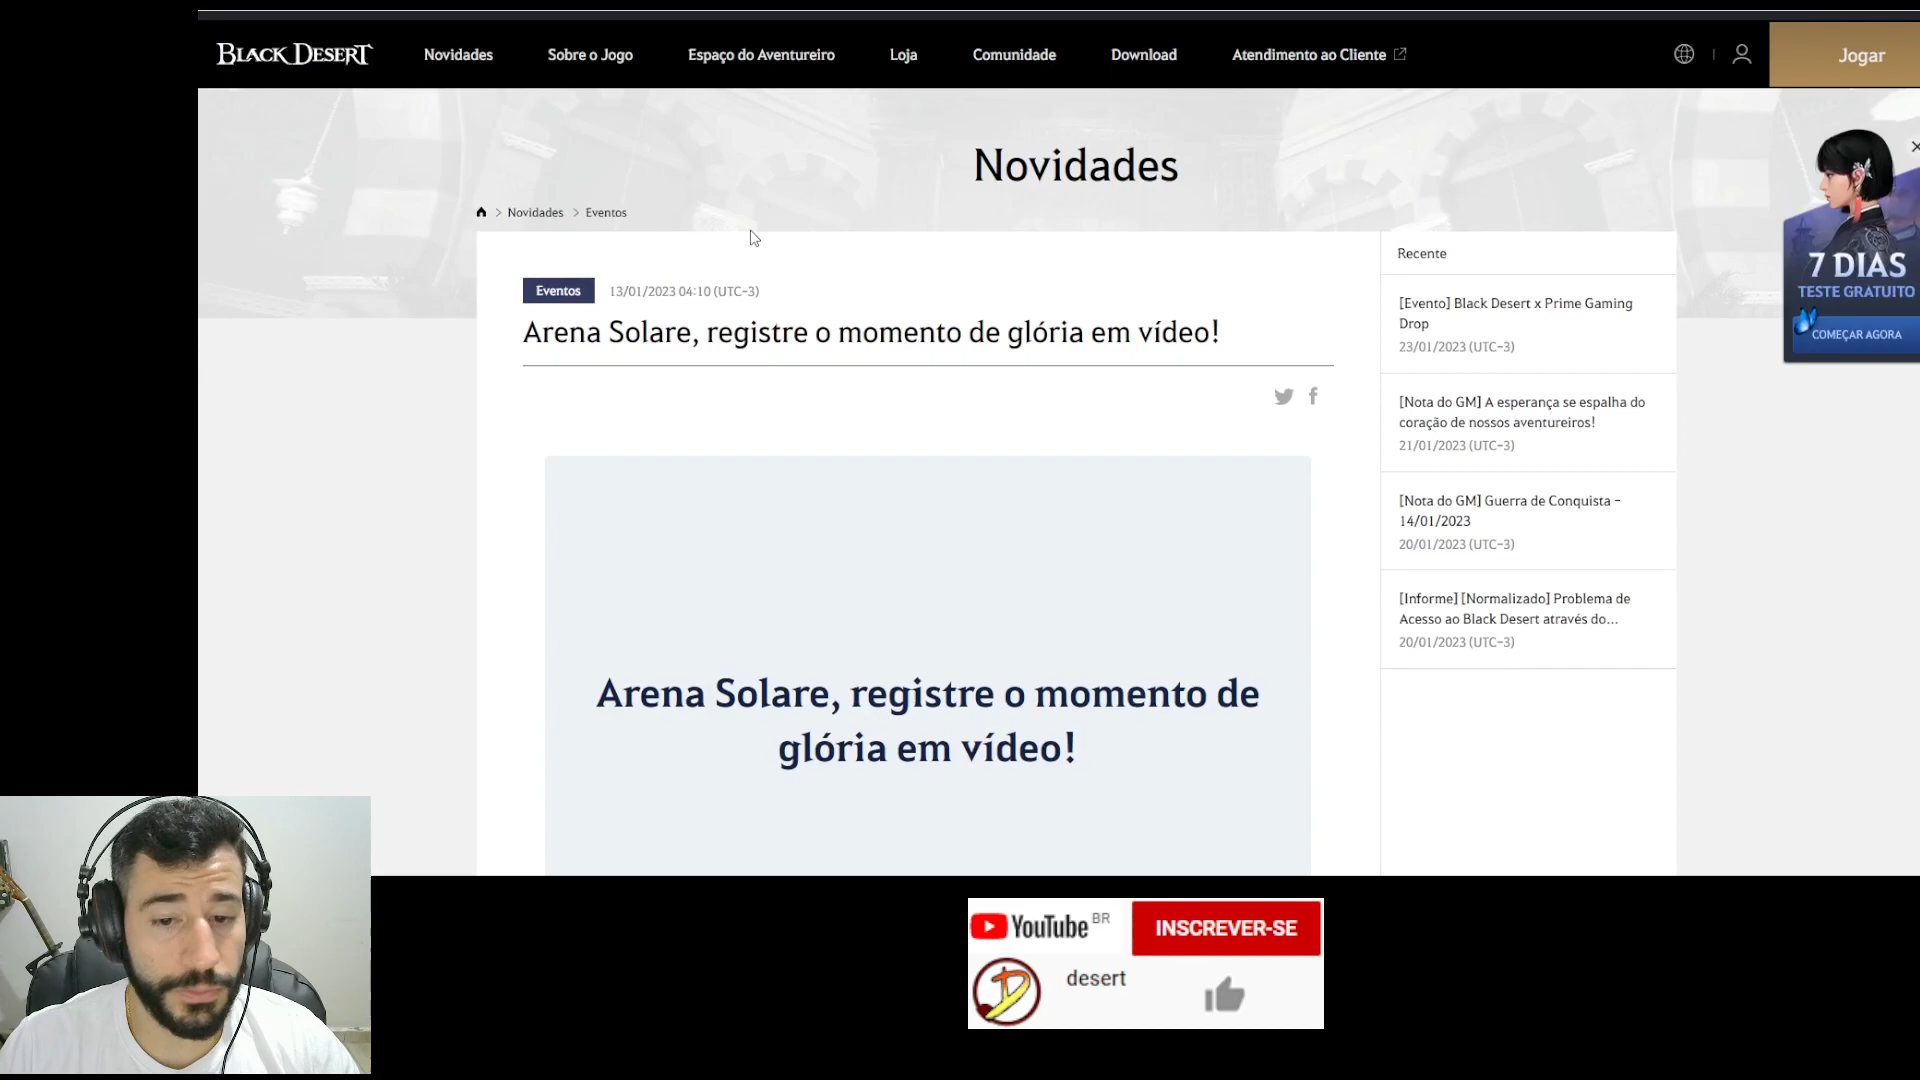 BLACK DESERT
Novidades
Sobre o Jogo
Espaço do Aventureiro
Loja
Comunidade
Download
Atendimento ao Cliente
Jogar
Novidades
> Novidades > Eventos
Eventos
13/01/2023 04:10 (UTC-3)
Arena Solare, registre o momento de glória em vídeo!
Arena Solare, registre o momento de
glória em vídeo!
Recente
[Evento] Black Desert x Prime Gaming
Drop
23/01/2023 (UTC-3)
[Nota do GM] A esperança se espalha do
coração de nossos aventureiros!
21/01/2023 (UTC-3)
[Nota do GM] Guerra de Conquista -
14/01/2023
20/01/2023 (UTC-3)
[Informe] [Normalizado] Problema de
Acesso ao Black Desert através do...
20/01/2023 (UTC-3)
7 DIAS
TESTE GRATUITO
COMEÇAR AGORA
YouTube BR
INSCREVER-SE
desert